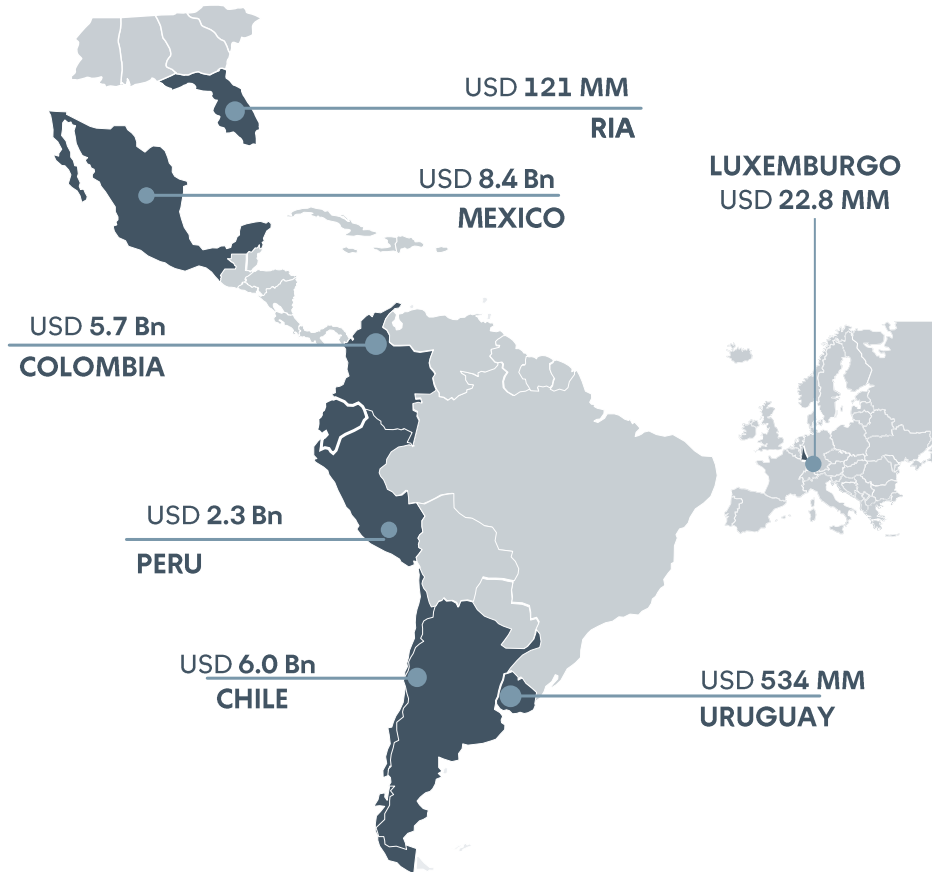 USD 121 MM
RIA
USD 8.4 Bn
MEXICO
LUXEMBURGO
USD 22.8 MM
USD 5.7 Bn
COLOMBIA
USD 2.3 Bn
PERU
USD 6.0 Bn
CHILE
USD 534 MM
URUGUAY